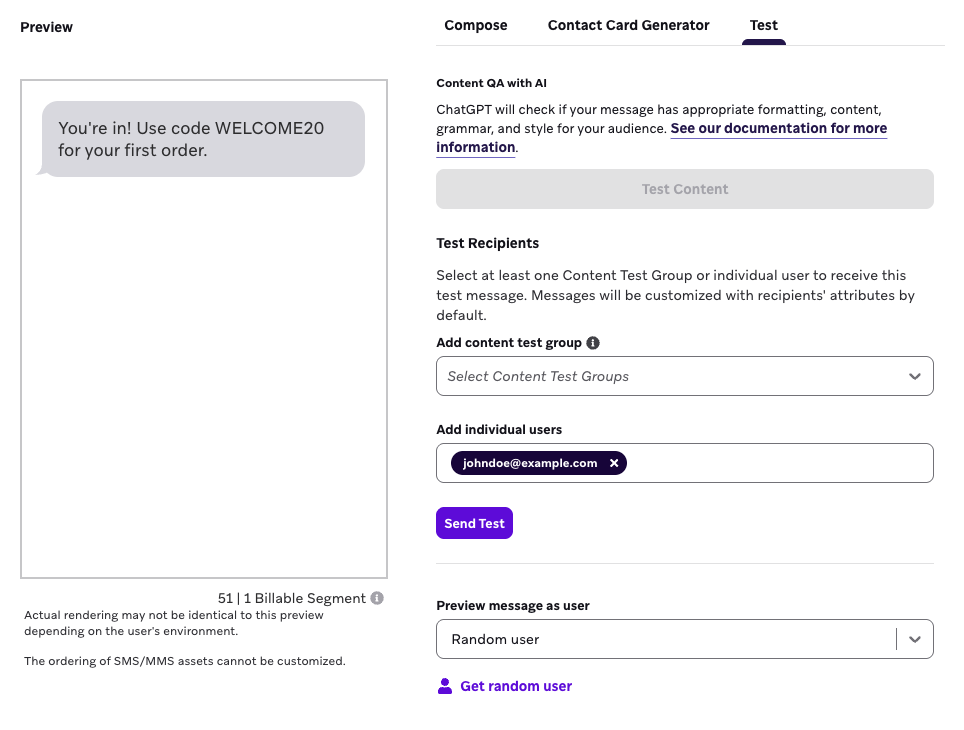 Preview
You're in! Use code WELCOME20
for your first order.
51 | 1 Billable Segment
Actual rendering may not be identical to this preview
depending on the user's environment.
The ordering of SMS/MMS assets cannot be customized.
Compose Contact Card Generator Test
Content QA with AI
ChatGPT will check if your message has appropriate formatting, content,
grammar, and style for your audience. See our documentation for more
information.
Test Content
Test Recipients
Select at least one Content Test Group or individual user to receive this
test message. Messages will be customized with recipients' attributes by
default.
Add content test group
Select Content Test Groups
Add individual users
johndoe@example.com
Send Test
Preview message as user
Random user
Get random user